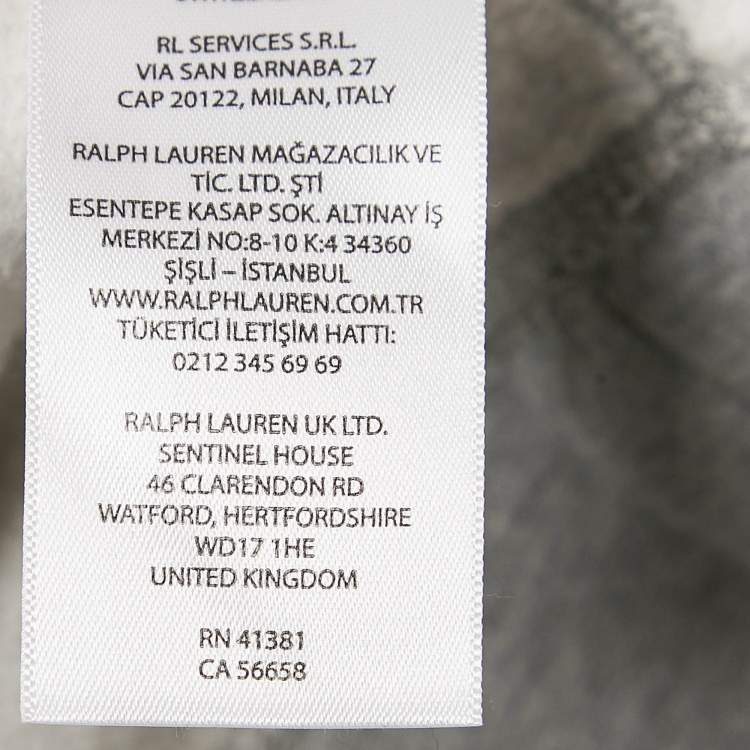 RL SERVICES S.R.L.
VIA SAN BARNABA 27
CAP 20122, MILAN, ITALY
RALPH LAUREN MAĞAZACILIK VE
TİC. LTD. ŞTİ
ESENTEPE KASAP SOK. ALTINAY İŞ
MERKEZİ NO:8-10 K:4 34360
ŞİŞLİ – İSTANBUL
WWW.RALPHLAUREN.COM.TR
TÜKETİCİ İLETİŞİM HATTI:
0212 345 69 69
RALPH LAUREN UK LTD.
SENTINEL HOUSE
46 CLARENDON RD
WATFORD, HERTFORDSHIRE
WD17 1HE
UNITED KINGDOM
RN 41381
CA 56658